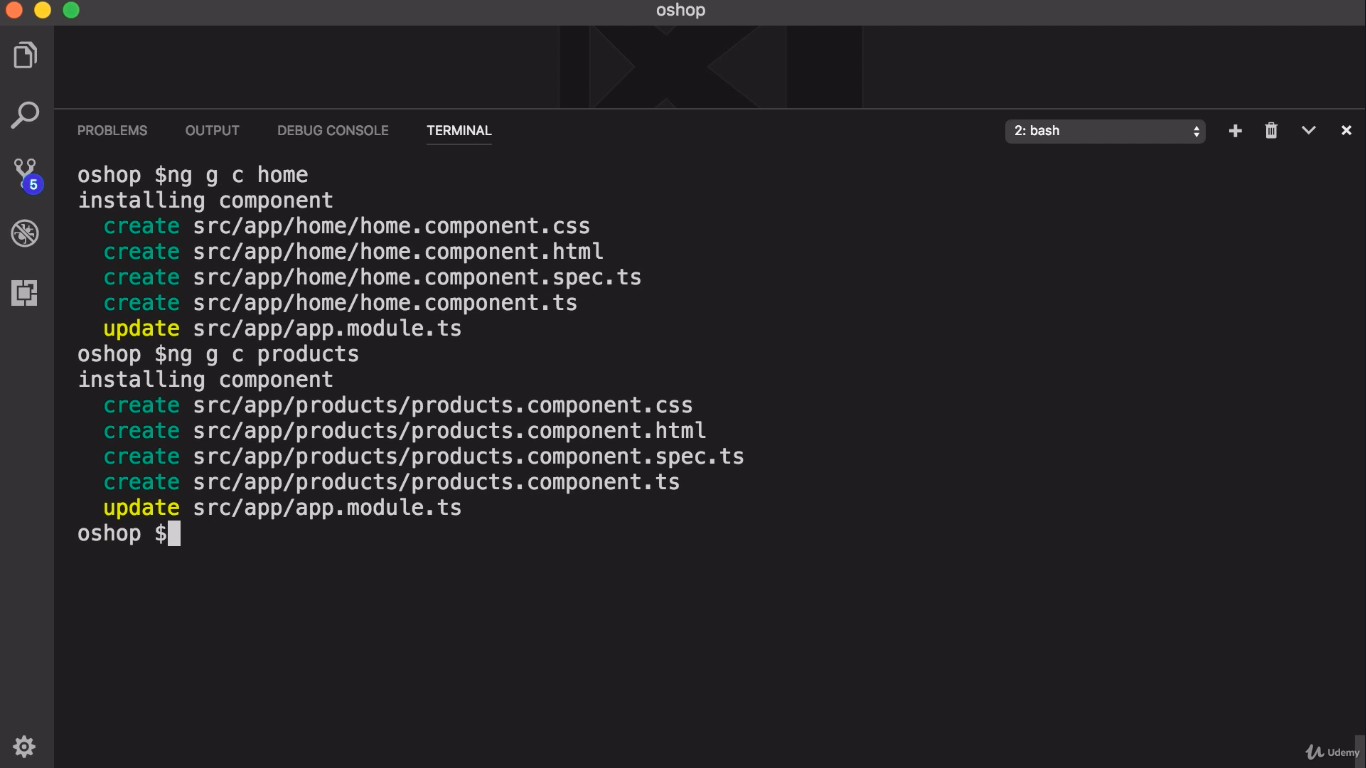 oshop
PROBLEMS OUTPUT DEBUG CONSOLE TERMINAL 2: bash
oshop $ng g c home
installing component
create src/app/home/home.component.css
create src/app/home/home.component.html
create src/app/home/home.component.spec.ts
create src/app/home/home.component.ts
update src/app/app.module.ts
oshop $ng g c products
installing component
create src/app/products/products.component.css
create src/app/products/products.component.html
create src/app/products/products.component.spec.ts
create src/app/products/products.component.ts
update src/app/app.module.ts
oshop $
5
Udemy